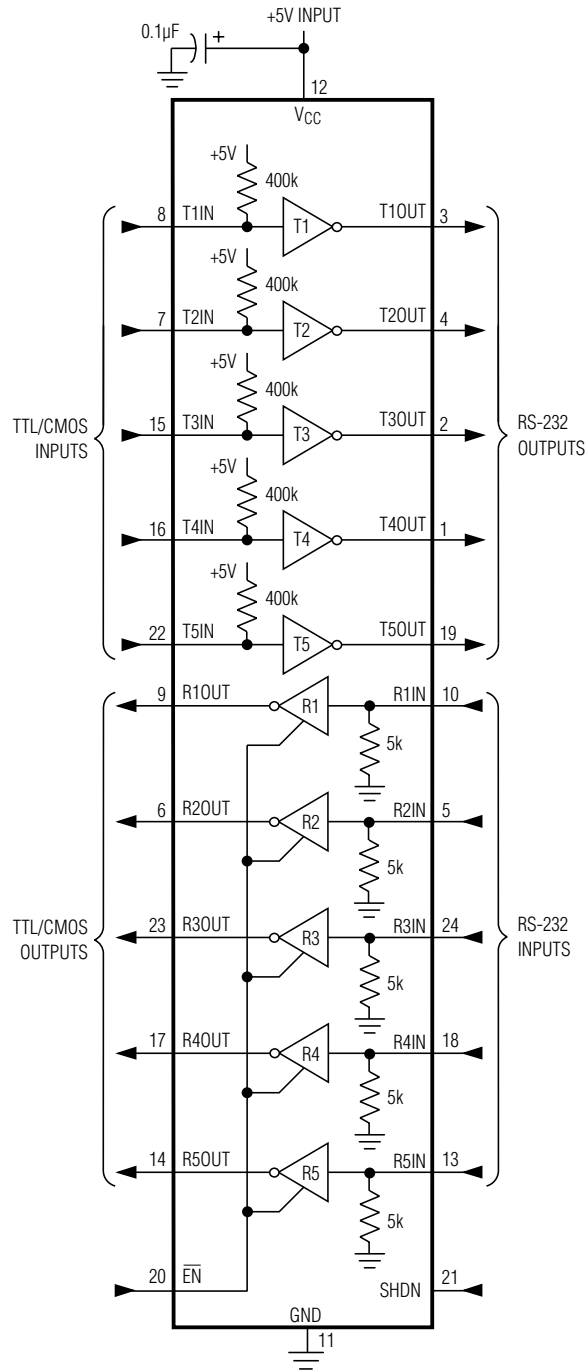 +5V INPUT
0.1µF +
12
VCC
+5V
400k
8 T1IN T1 T1OUT 3
+5V
400k
7 T2IN T2 T2OUT 4
+5V
400k
TTL/CMOS
INPUTS
15 T3IN T3 T3OUT 2
RS-232
OUTPUTS
+5V
400k
16 T4IN T4 T4OUT 1
+5V
400k
22 T5IN T5 T5OUT 19
9 R1OUT R1 R1IN 10
5k
6 R2OUT R2 R2IN 5
5k
TTL/CMOS
OUTPUTS
23 R3OUT R3 R3IN 24
RS-232
INPUTS
5k
17 R4OUT R4 R4IN 18
5k
14 R5OUT R5 R5IN 13
5k
20 EN SHDN 21
GND
11